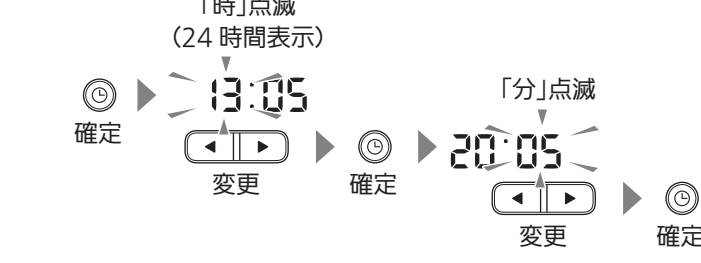 「時」点滅
（24 時間表示）
確定
13:05
変更
確定
「分」点滅
20:05
変更
確定